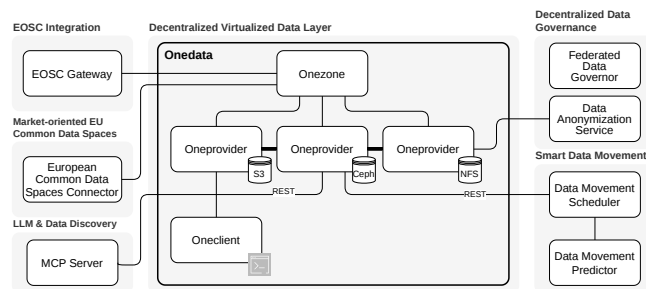 EOSC Integration
EOSC Gateway
Market-oriented EU
Common Data Spaces
European
Common Data
Spaces Connector
LLM & Data Discovery
MCP Server
Decentralized Virtualized Data Layer
Onedata
Onezone
Oneprovider
S3
Oneprovider
Ceph
Oneprovider
NFS
REST
REST
Oneclient
Decentralized Data
Governance
Federated
Data
Governor
Data
Anonymization
Service
Smart Data Movement
Data Movement
Scheduler
Data Movement
Predictor